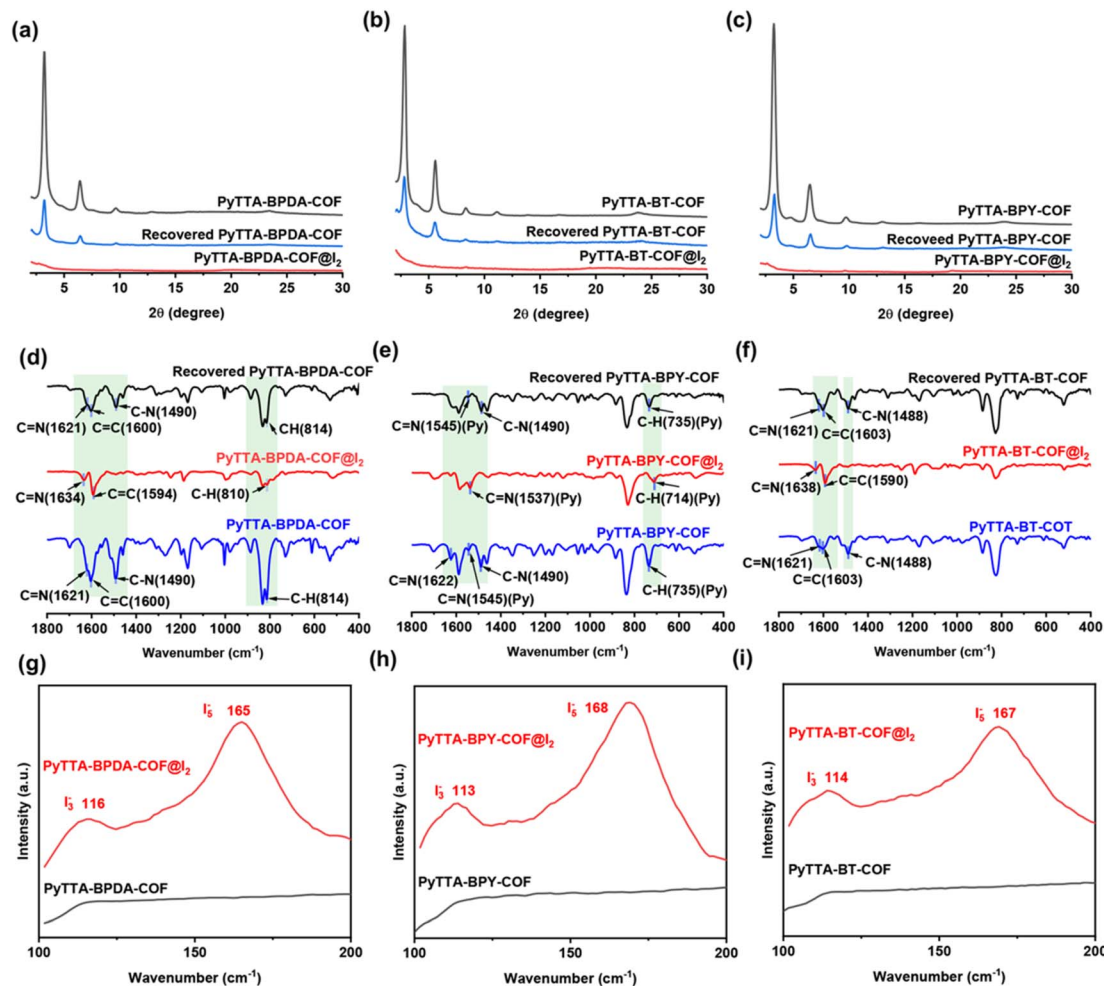 (a)
PyTTA-BPDA-COF
Recovered PyTTA-BPDA-COF
PyTTA-BPDA-COF@I₂
5 10 15 20 25 30
2θ (degree)
(b)
PyTTA-BT-COF
Recovered PyTTA-BT-COF
PyTTA-BT-COF@I₂
5 10 15 20 25 30
2θ (degree)
(c)
PyTTA-BPY-COF
Recoveed PyTTA-BPY-COF
PyTTA-BPY-COF@I₂
5 10 15 20 25 30
2θ (degree)
(d)
Recovered PyTTA-BPDA-COF
C-N(1490)
C=N(1621)
C=C(1600)
CH(814)
PyTTA-BPDA-COF@I₂
C=N(1634)
C=C(1594)
C-H(810)
PyTTA-BPDA-COF
C-N(1490)
C=N(1621)
C=C(1600)
C-H(814)
1800 1600 1400 1200 1000 800 600 400
Wavenumber (cm⁻¹)
(e)
Recovered PyTTA-BPY-COF
C=N(1545)(Py)
C-N(1490)
C-H(735)(Py)
PyTTA-BPY-COF@I₂
C=N(1537)(Py)
C-H(714)(Py)
PyTTA-BPY-COF
C=N(1622)
C-N(1490)
C=N(1545)(Py)
C-H(735)(Py)
1800 1600 1400 1200 1000 800 600 400
Wavenumber (cm⁻¹)
(f)
Recovered PyTTA-BT-COF
C-N(1488)
C=N(1621)
C=C(1603)
PyTTA-BT-COF@I₂
C=N(1638)
C=C(1590)
PyTTA-BT-COT
C=N(1621)
C-N(1488)
C=C(1603)
1800 1600 1400 1200 1000 800 600 400
Wavenumber (cm⁻¹)
(g)
Intensity (a.u.)
I₅⁻ 165
PyTTA-BPDA-COF@I₂
I₃⁻ 116
PyTTA-BPDA-COF
100 150 200
Wavenumber (cm⁻¹)
(h)
Intensity (a.u.)
I₅⁻ 168
PyTTA-BPY-COF@I₂
I₃⁻ 113
PyTTA-BPY-COF
100 150 200
Wavenumber (cm⁻¹)
(i)
Intensity (a.u.)
I₅⁻ 167
PyTTA-BT-COF@I₂
I₃⁻ 114
PyTTA-BT-COF
100 150 200
Wavenumber (cm⁻¹)